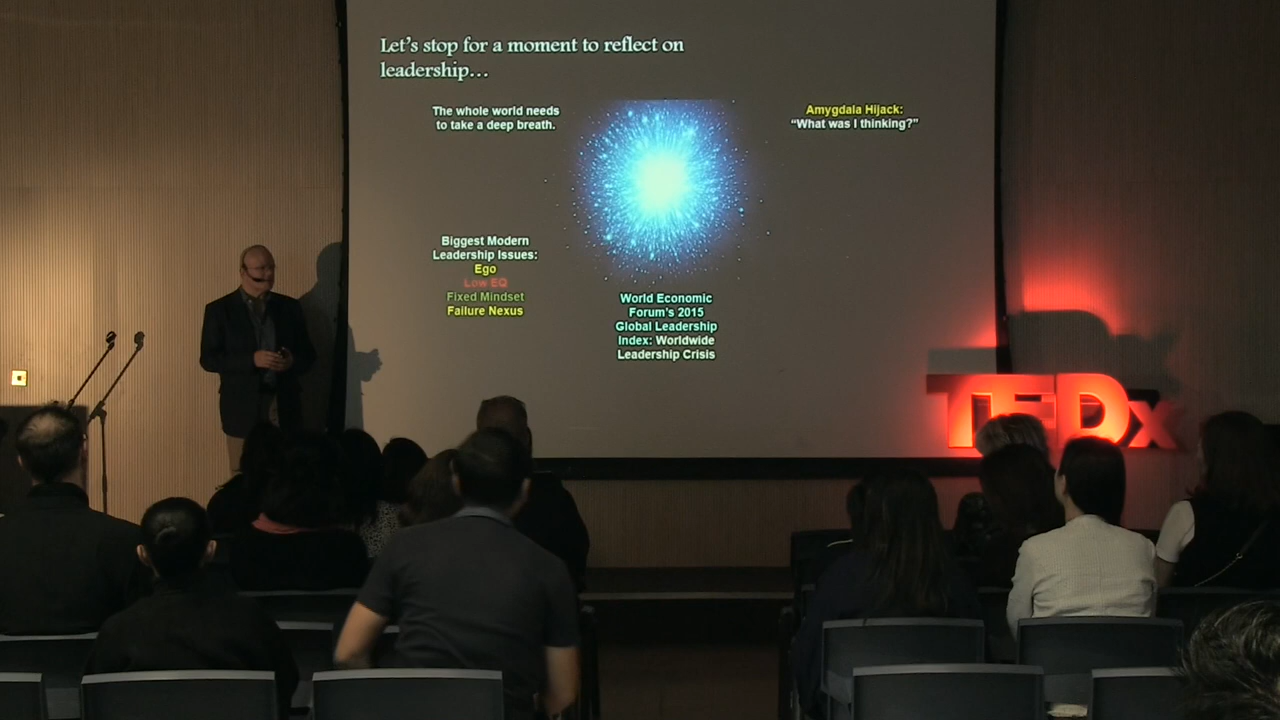 Let's stop for a moment to reflect on
leadership…
The whole world needs
to take a deep breath.
Amygdala Hijack:
“What was I thinking?”
Biggest Modern
Leadership Issues:
Ego
Low EQ
Fixed Mindset
Failure Nexus
World Economic
Forum's 2015
Global Leadership
Index: Worldwide
Leadership Crisis
TEDx